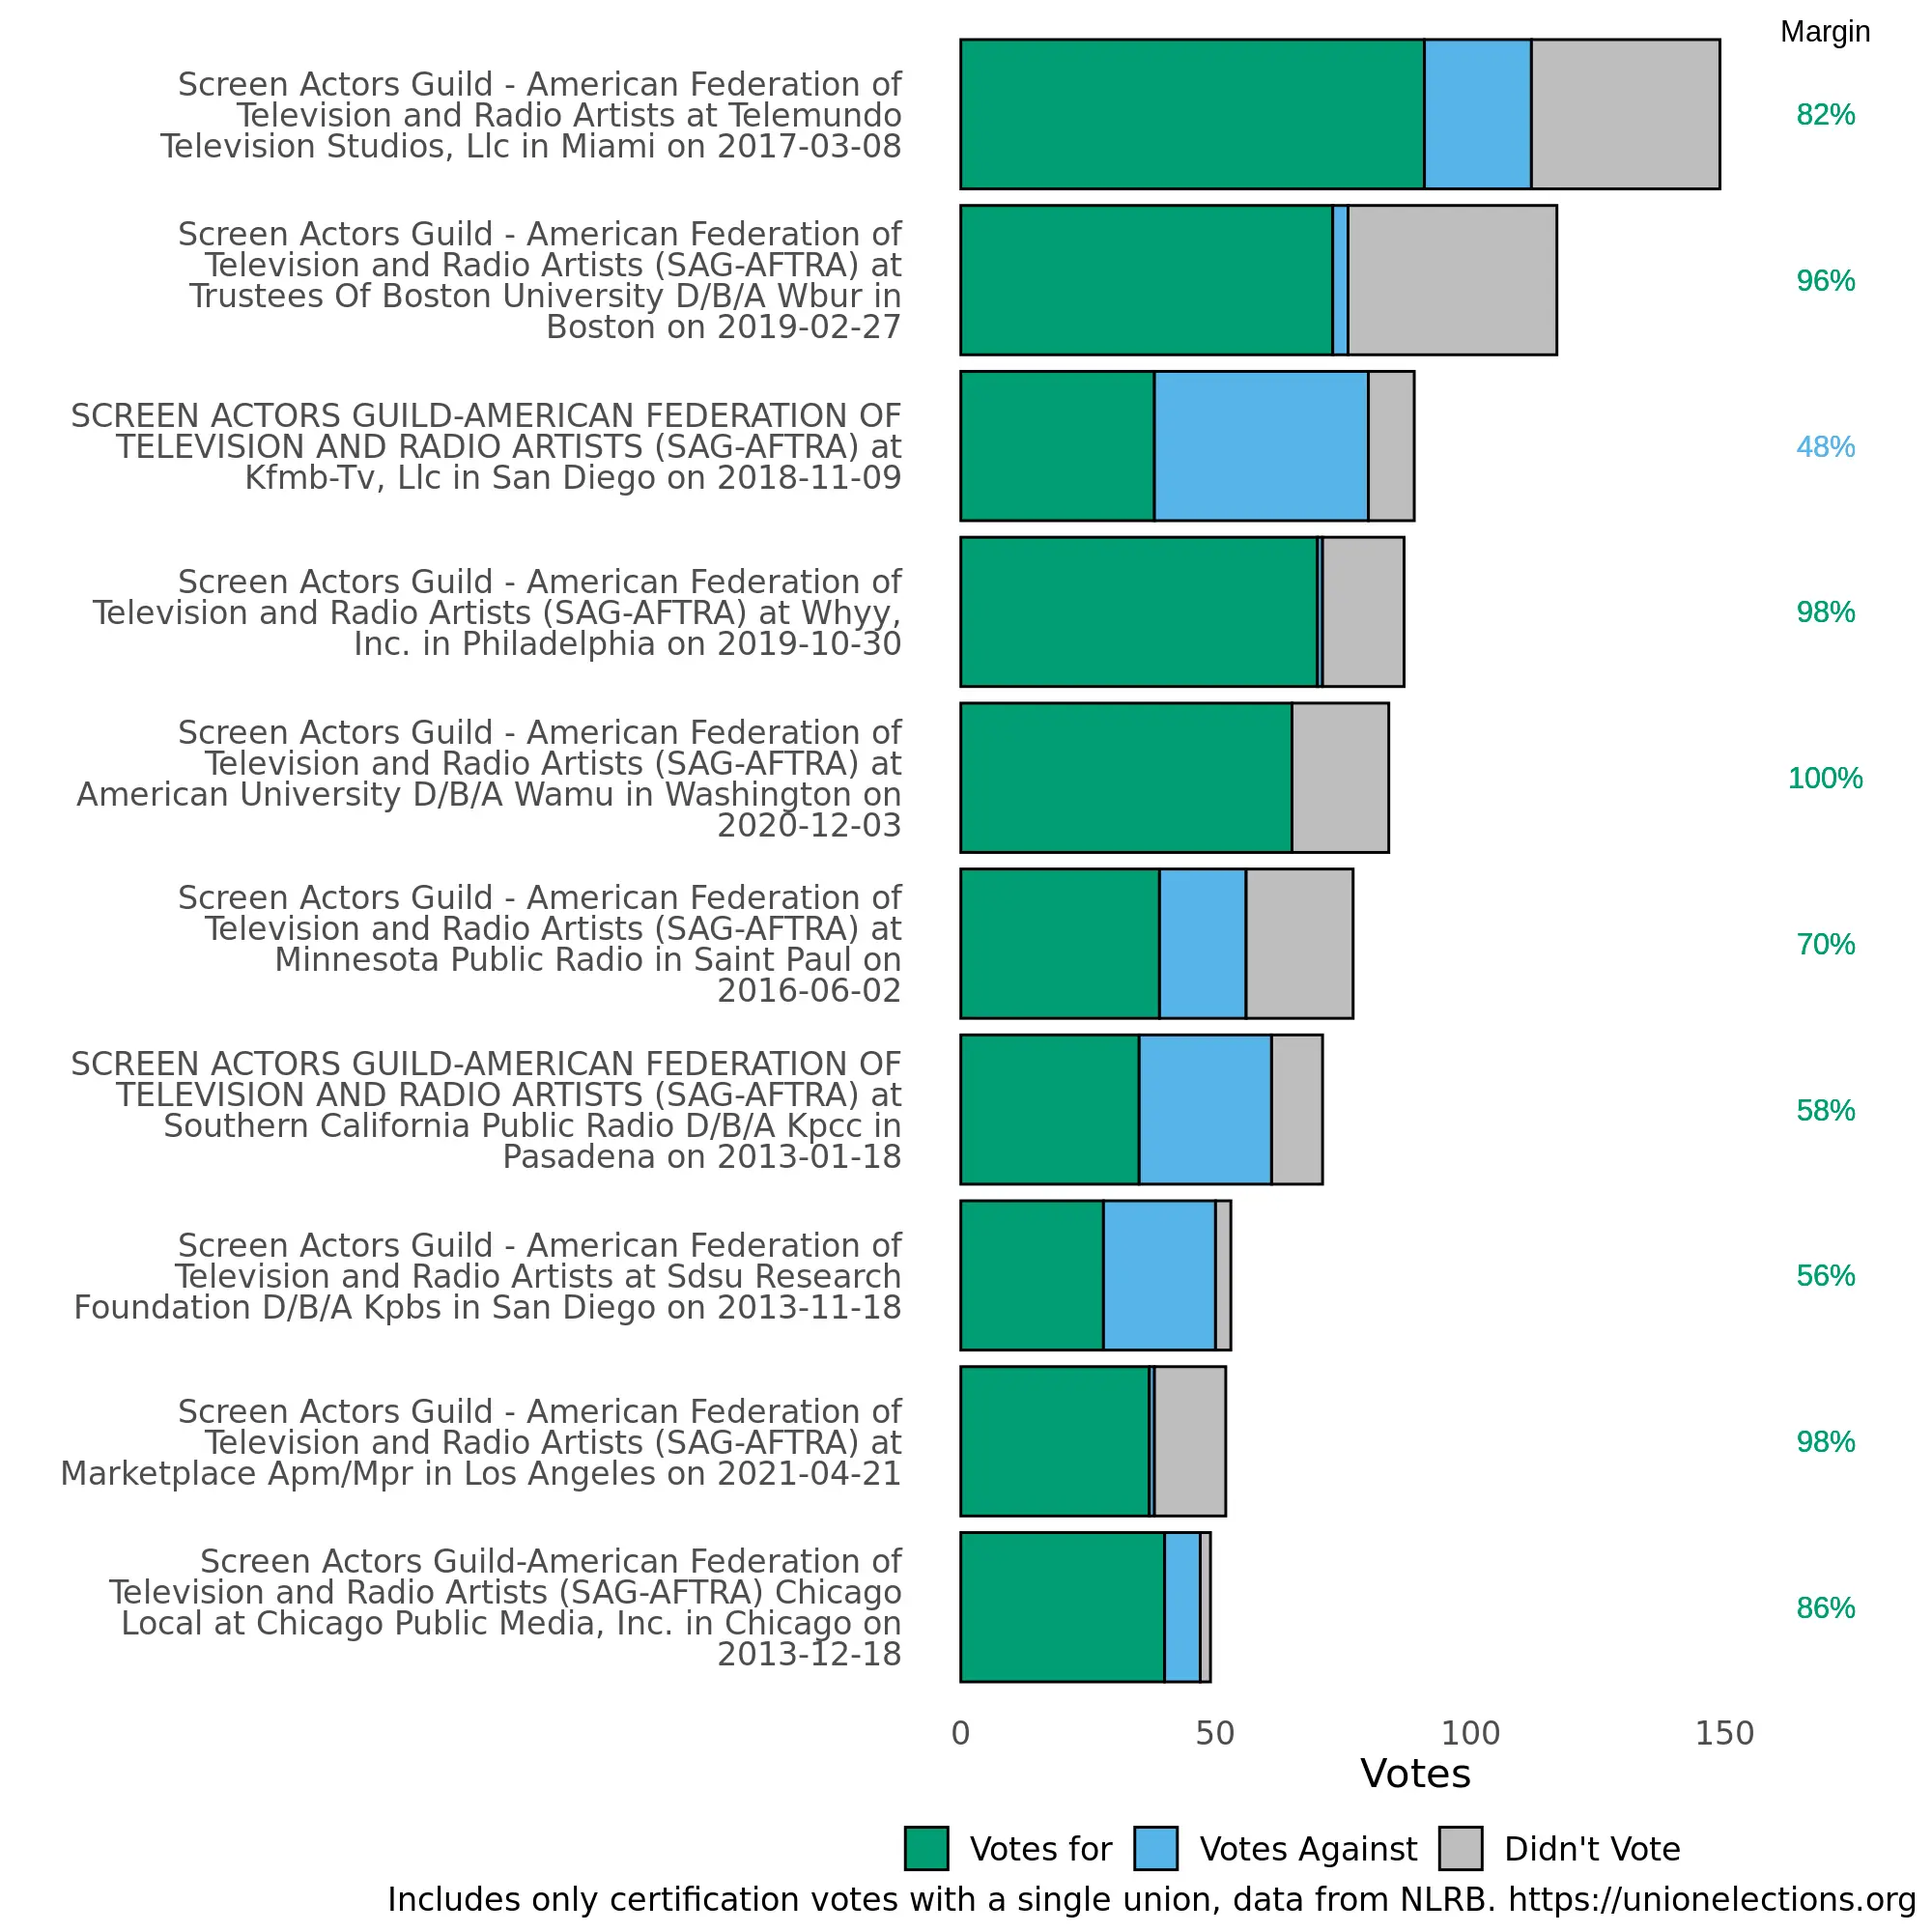 Margin
Screen Actors Guild - American Federation of
Television and Radio Artists at Telemundo
Television Studios, Llc in Miami on 2017-03-08
82%
Screen Actors Guild - American Federation of
Television and Radio Artists (SAG-AFTRA) at
Trustees Of Boston University D/B/A Wbur in
Boston on 2019-02-27
96%
SCREEN ACTORS GUILD-AMERICAN FEDERATION OF
TELEVISION AND RADIO ARTISTS (SAG-AFTRA) at
Kfmb-Tv, Llc in San Diego on 2018-11-09
48%
Screen Actors Guild - American Federation of
Television and Radio Artists (SAG-AFTRA) at Whyy,
Inc. in Philadelphia on 2019-10-30
98%
Screen Actors Guild - American Federation of
Television and Radio Artists (SAG-AFTRA) at
American University D/B/A Wamu in Washington on
2020-12-03
100%
Screen Actors Guild - American Federation of
Television and Radio Artists (SAG-AFTRA) at
Minnesota Public Radio in Saint Paul on
2016-06-02
70%
SCREEN ACTORS GUILD-AMERICAN FEDERATION OF
TELEVISION AND RADIO ARTISTS (SAG-AFTRA) at
Southern California Public Radio D/B/A Kpcc in
Pasadena on 2013-01-18
58%
Screen Actors Guild - American Federation of
Television and Radio Artists at Sdsu Research
Foundation D/B/A Kpbs in San Diego on 2013-11-18
56%
Screen Actors Guild - American Federation of
Television and Radio Artists (SAG-AFTRA) at
Marketplace Apm/Mpr in Los Angeles on 2021-04-21
98%
Screen Actors Guild-American Federation of
Television and Radio Artists (SAG-AFTRA) Chicago
Local at Chicago Public Media, Inc. in Chicago on
2013-12-18
86%
0 50 100 150
Votes
Votes for Votes Against Didn't Vote
Includes only certification votes with a single union, data from NLRB. https://unionelections.org